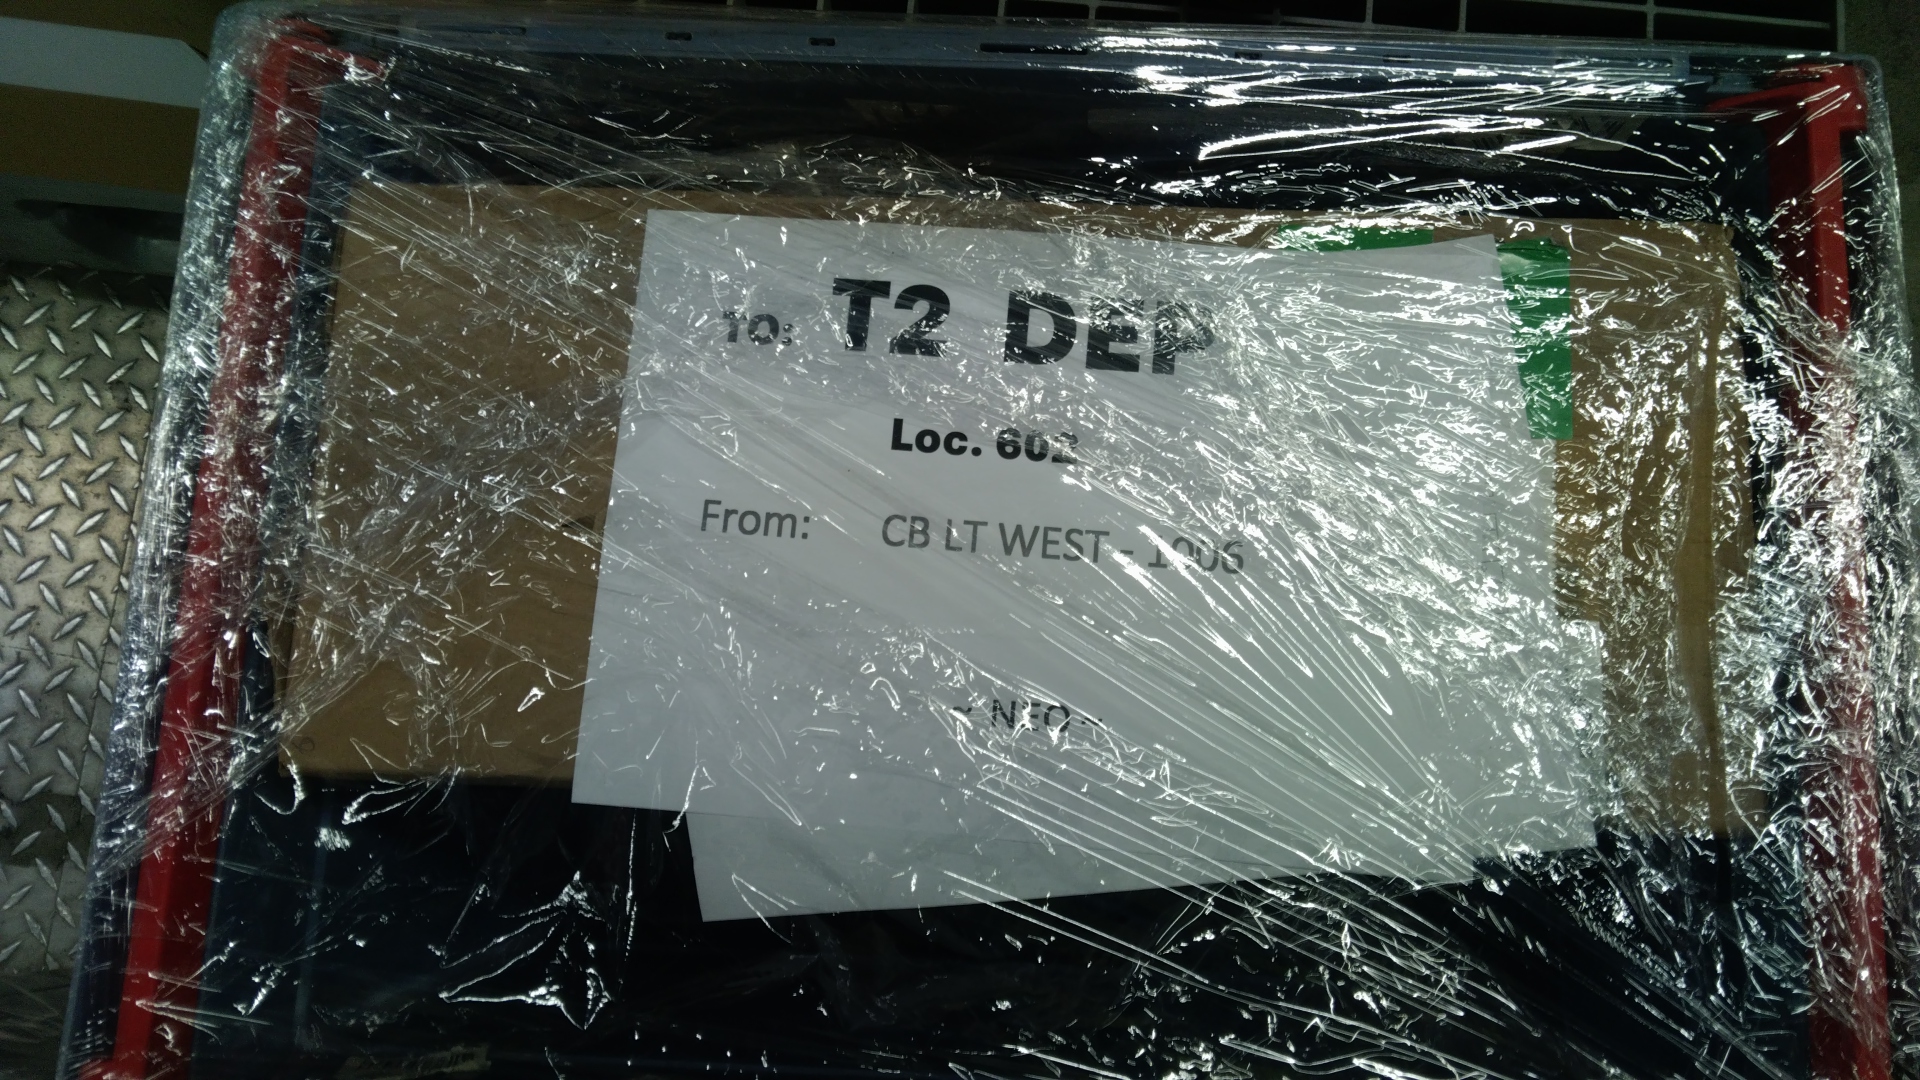 TO: T2 DEP
Loc. 602
From: CB LT WEST - 1006
~ NEO ~